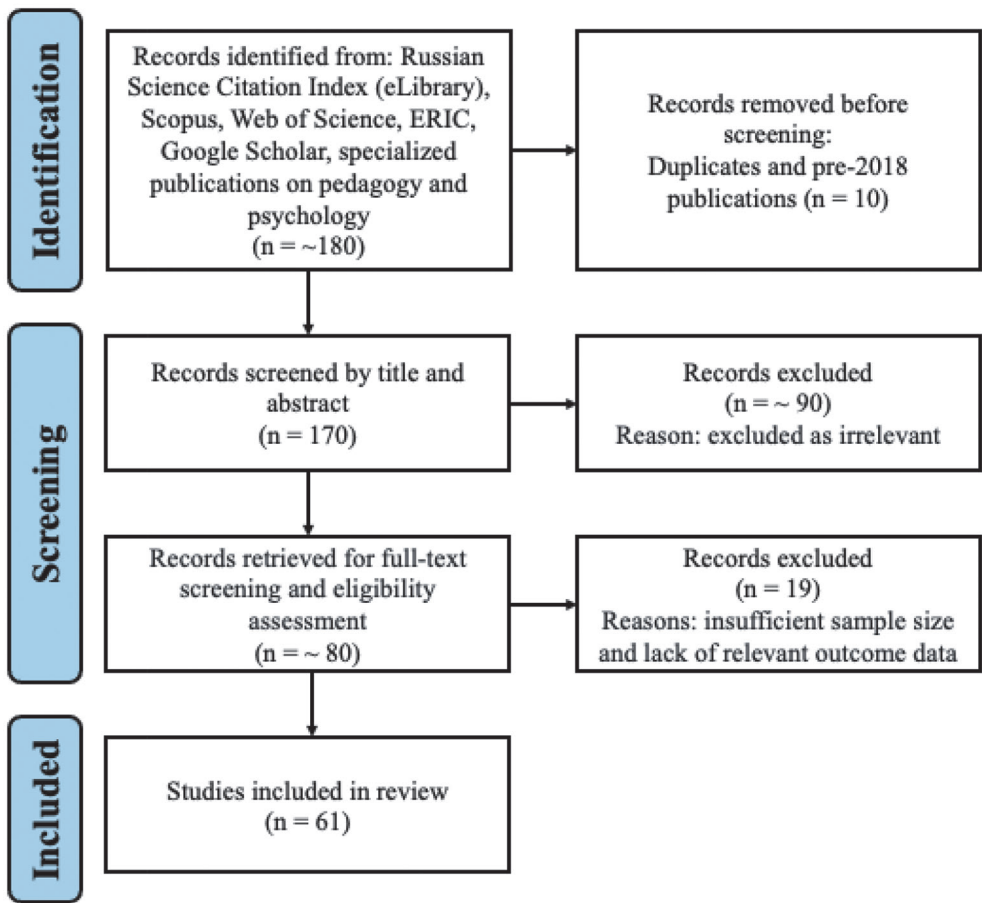 Identification
Records identified from: Russian
Science Citation Index (eLibrary),
Scopus, Web of Science, ERIC,
Google Scholar, specialized
publications on pedagogy and
psychology
(n = ~180)
Records removed before
screening:
Duplicates and pre-2018
publications (n = 10)
Screening
Records screened by title and
abstract
(n = 170)
Records excluded
(n = ~ 90)
Reason: excluded as irrelevant
Records retrieved for full-text
screening and eligibility
assessment
(n = ~ 80)
Records excluded
(n = 19)
Reasons: insufficient sample size
and lack of relevant outcome data
Included
Studies included in review
(n = 61)